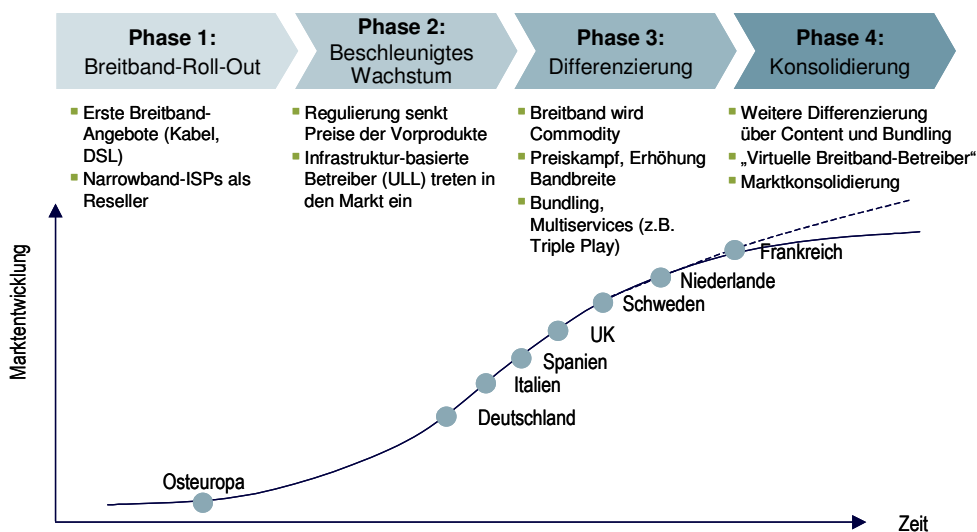 Phase 1:
Breitband-Roll-Out
Phase 2:
Beschleunigtes
Wachstum
Phase 3:
Differenzierung
Phase 4:
Konsolidierung
Erste Breitband-
Angebote (Kabel,
DSL)
Narrowband-ISPs als
Reseller
Regulierung senkt
Preise der Vorprodukte
Infrastruktur-basierte
Betreiber (ULL) treten in
den Markt ein
Breitband wird
Commodity
Preiskampf, Erhöhung
Bandbreite
Bundling,
Multiservices (z.B.
Triple Play)
Weitere Differenzierung
über Content und Bundling
„Virtuelle Breitband-Betreiber“
Marktkonsolidierung
Marktentwicklung
Frankreich
Niederlande
Schweden
UK
Spanien
Italien
Deutschland
Osteuropa
Zeit